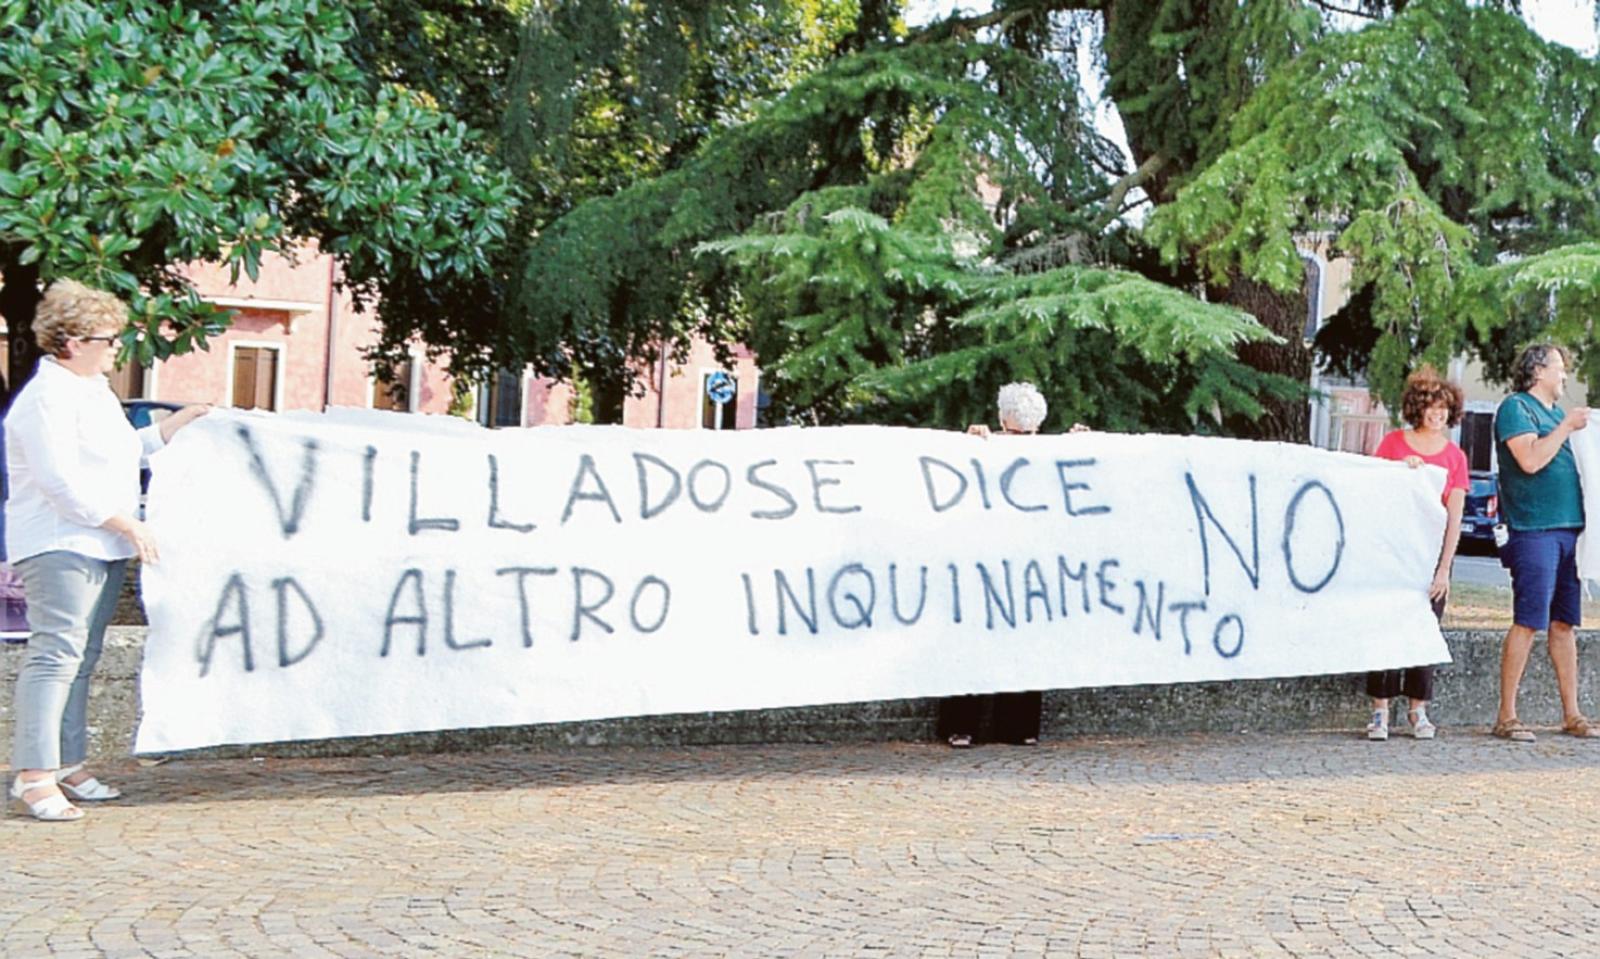 VILLADOSE DICE NO
AD ALTRO INQUINAMENTO